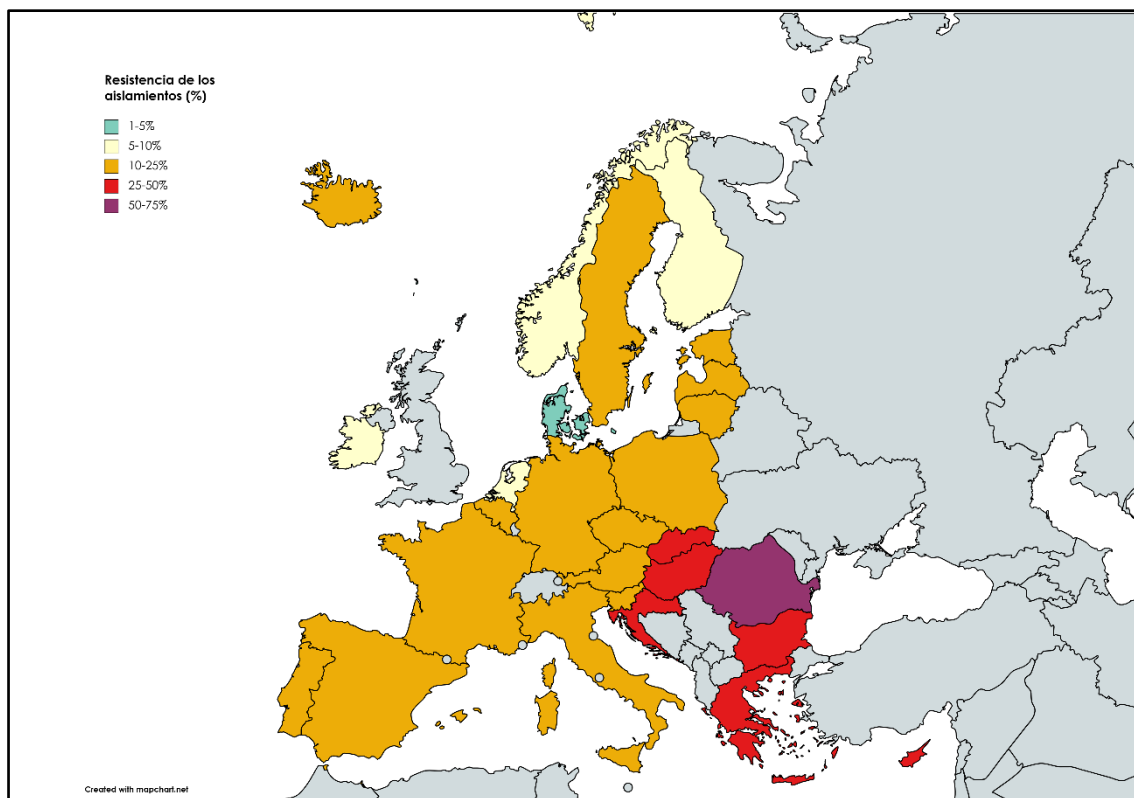 Resistencia de los
aislamientos (%)
1-5%
5-10%
10-25%
25-50%
50-75%
Created with mapchart.net